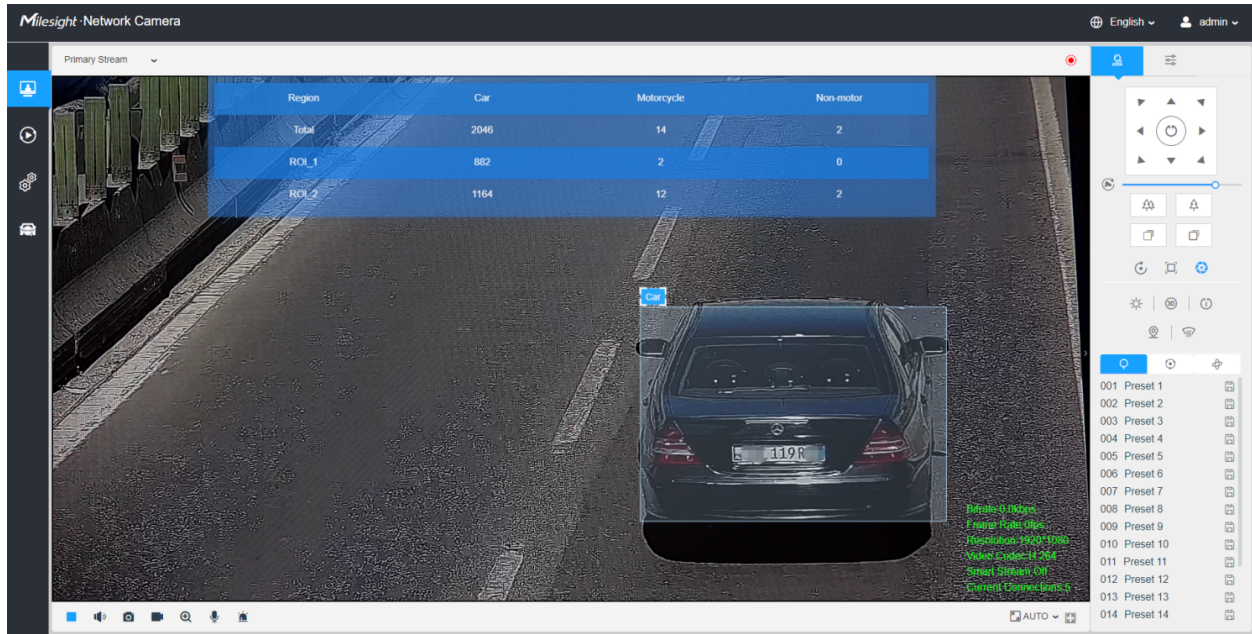 Milesight · Network Camera
English
admin
Primary Stream
Region Car Motorcycle Non-motor
Total 2046 14 2
ROI_1 882 2 0
ROI_2 1164 12 2
Car
119R
Bitrate 0.0kbps
Frame Rate 0fps
Resolution 1920*1080
Video Codec H.264
Smart Stream Off
Current Connections 5
AUTO
3D
001 Preset 1
002 Preset 2
003 Preset 3
004 Preset 4
005 Preset 5
006 Preset 6
007 Preset 7
008 Preset 8
009 Preset 9
010 Preset 10
011 Preset 11
012 Preset 12
013 Preset 13
014 Preset 14